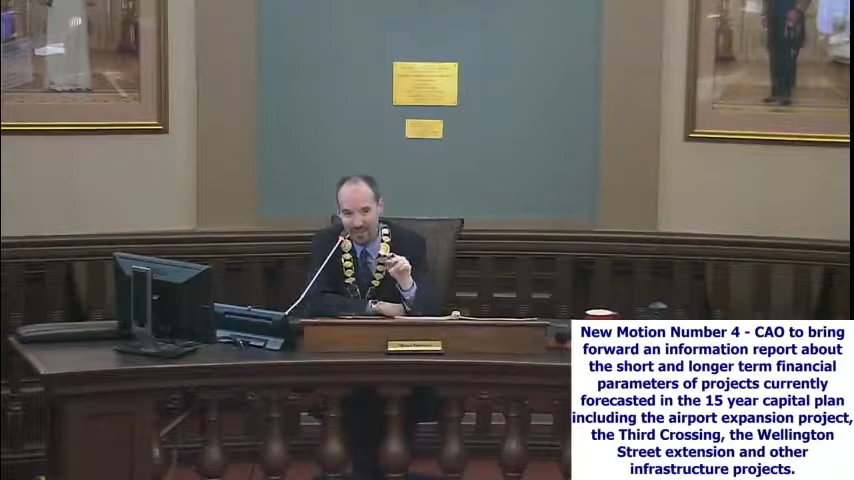 New Motion Number 4 - CAO to bring
forward an information report about
the short and longer term financial
parameters of projects currently
forecasted in the 15 year capital plan
including the airport expansion project,
the Third Crossing, the Wellington
Street extension and other
infrastructure projects.